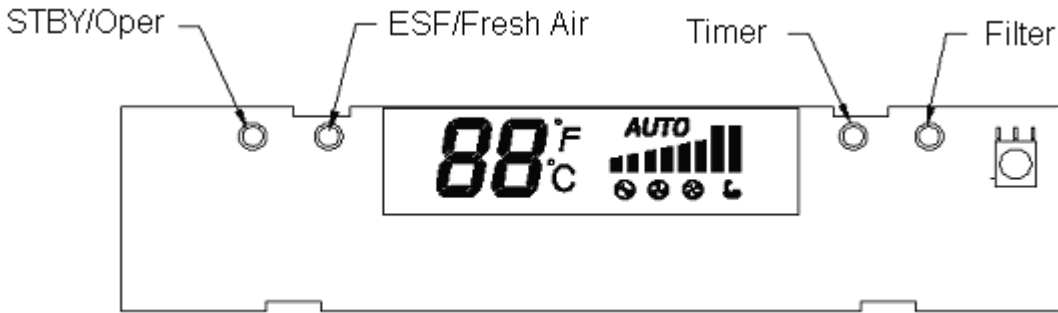 STBY/Oper
ESF/Fresh Air
Timer
Filter
88 °F
°C
AUTO